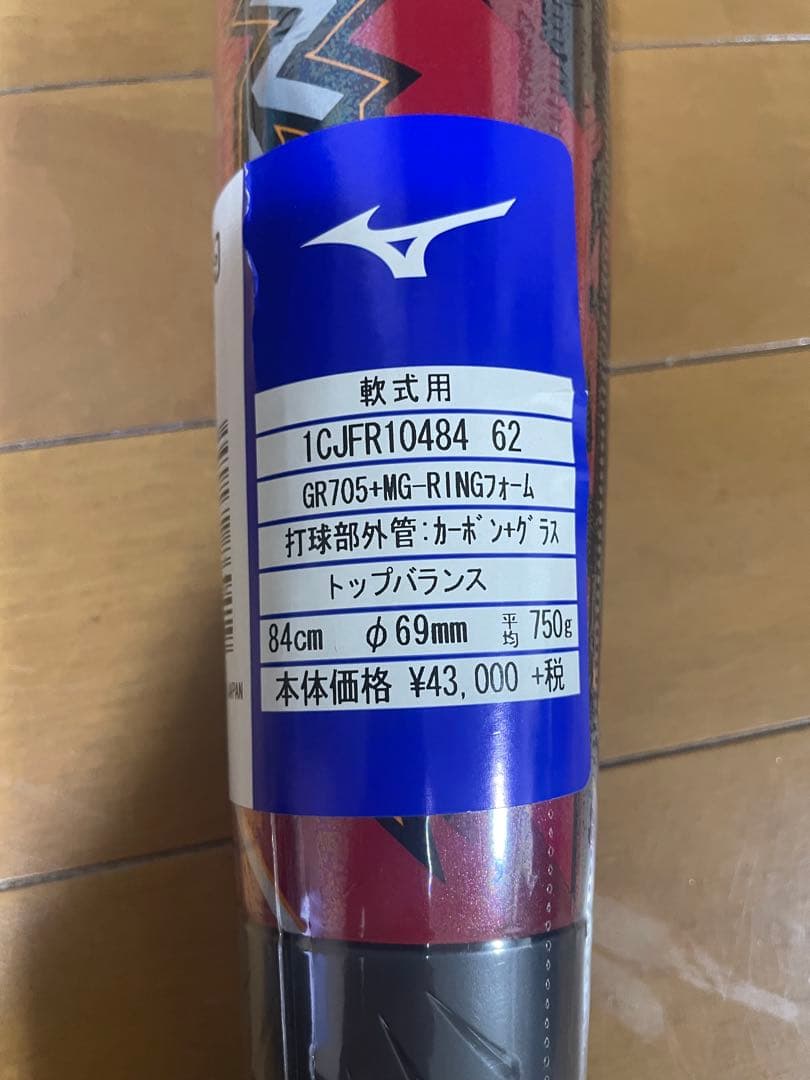 軟式用
1CJFR10484 62
GR705+MG-RINGフォーム
打球部外管:カーボン+グラス
トップバランス
84cm φ69mm 平均 750g
本体価格 ¥43,000 +税